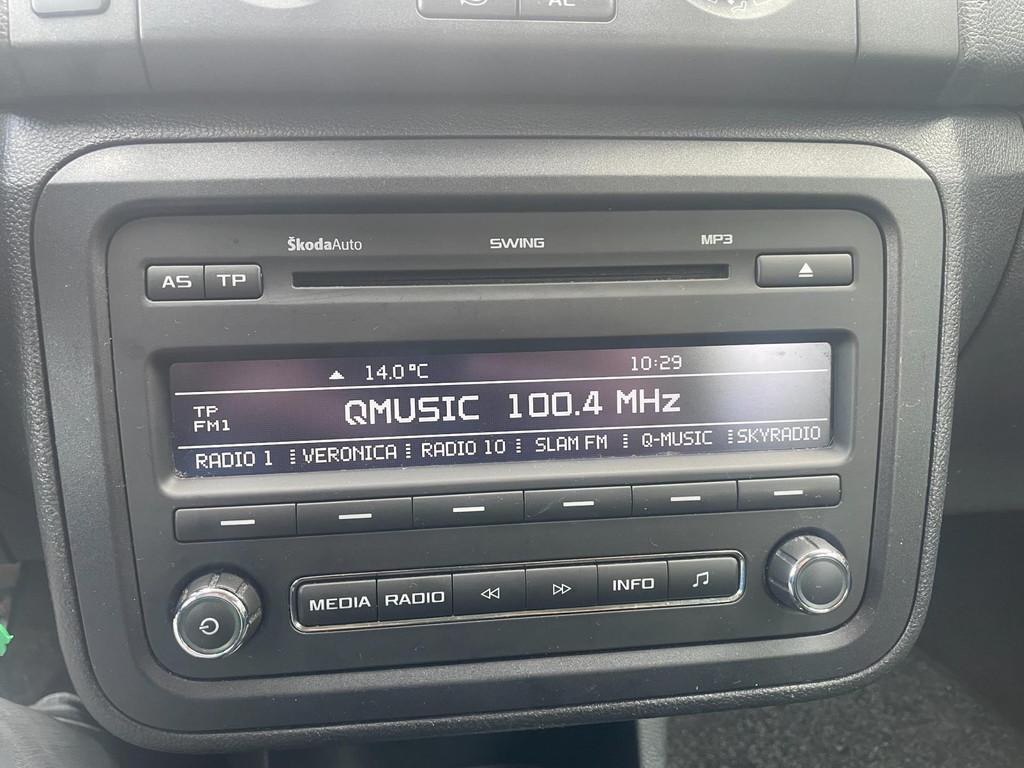 ŠkodaAuto SWING MP3
AS TP
14.0°C 10:29
TP
FM1
QMUSIC 100.4 MHz
RADIO 1 VERONICA RADIO 10 SLAM FM Q-MUSIC SKYRADIO
MEDIA RADIO INFO